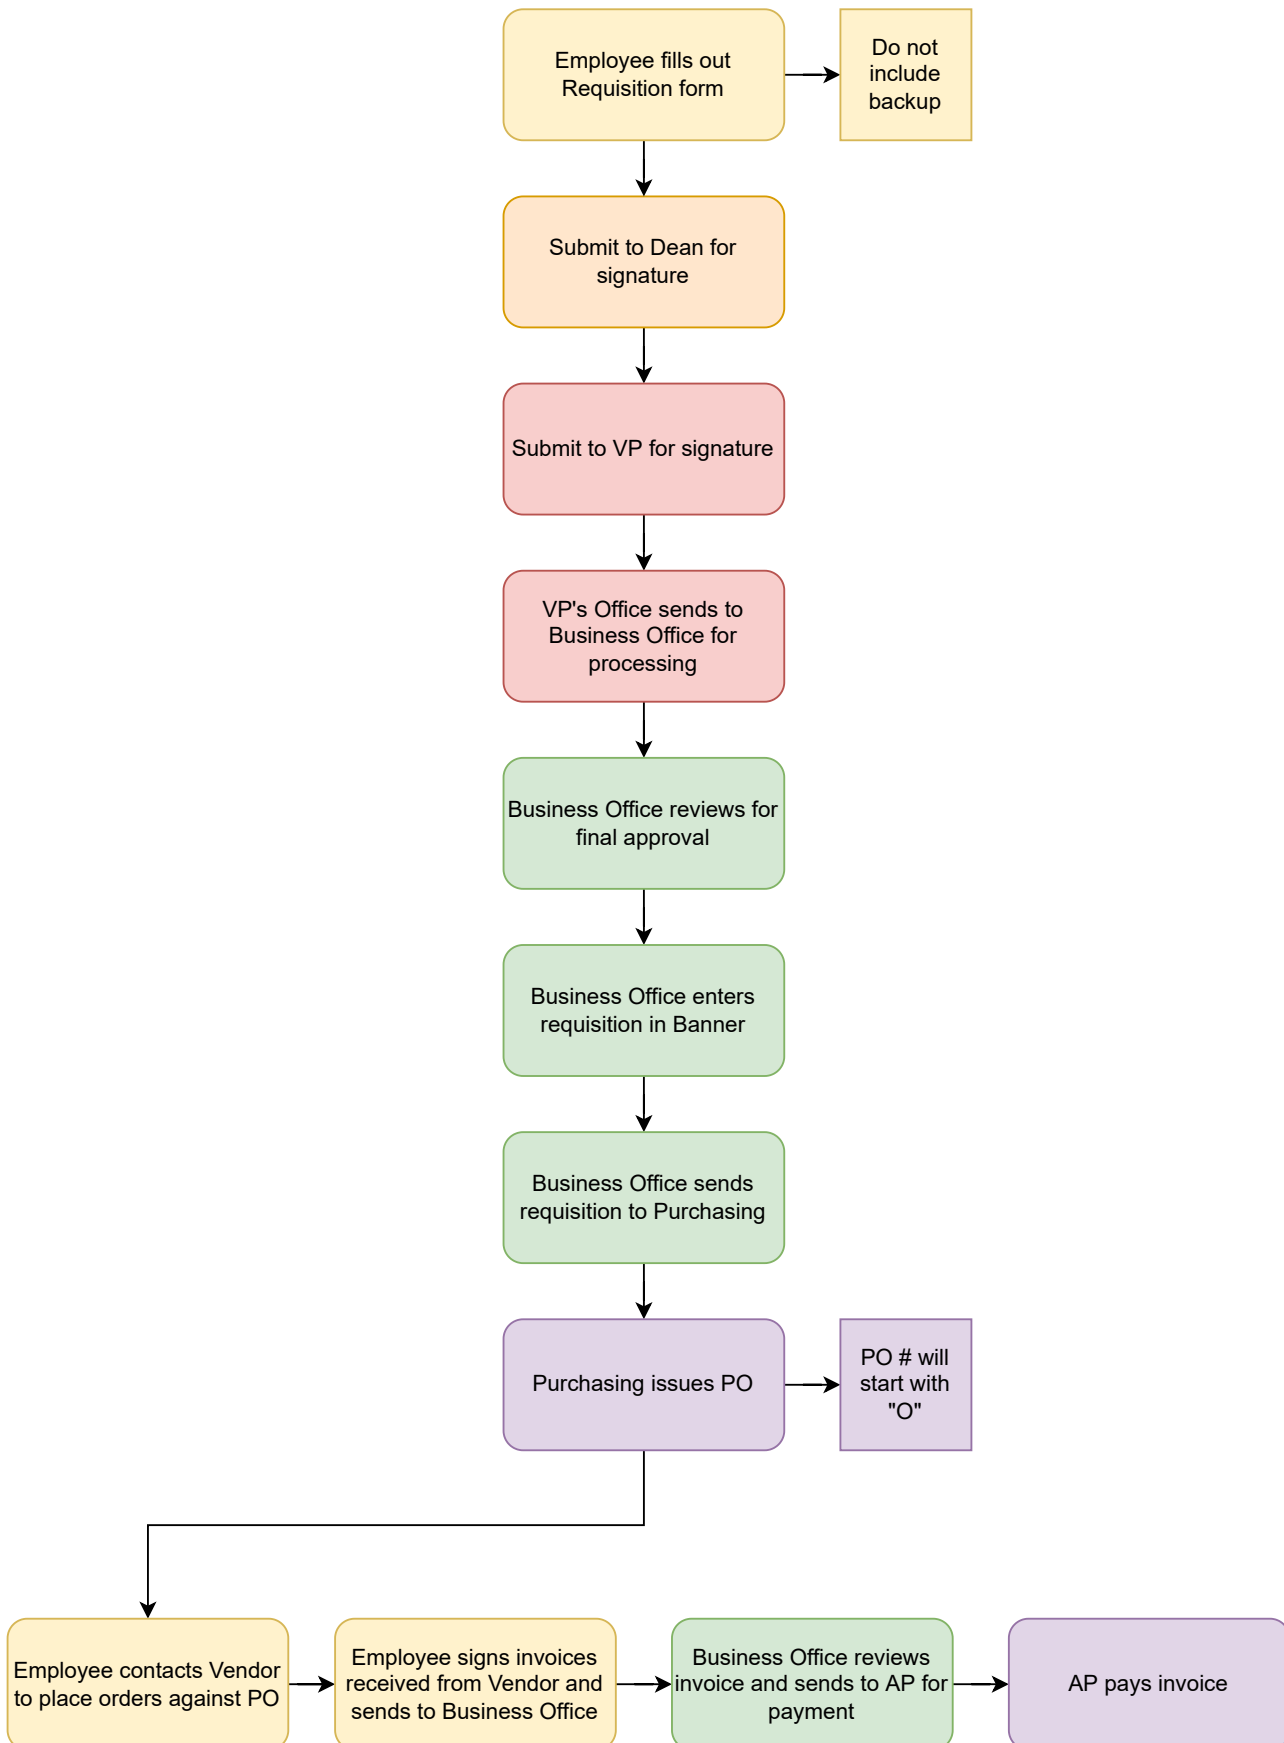 Employee fills out
Requisition form
Do not
include
backup
Submit to Dean for
signature
Submit to VP for signature
VP's Office sends to
Business Office for
processing
Business Office reviews for
final approval
Business Office enters
requisition in Banner
Business Office sends
requisition to Purchasing
Purchasing issues PO
PO # will
start with
"O"
Employee contacts Vendor
to place orders against PO
Employee signs invoices
received from Vendor and
sends to Business Office
Business Office reviews
invoice and sends to AP for
payment
AP pays invoice